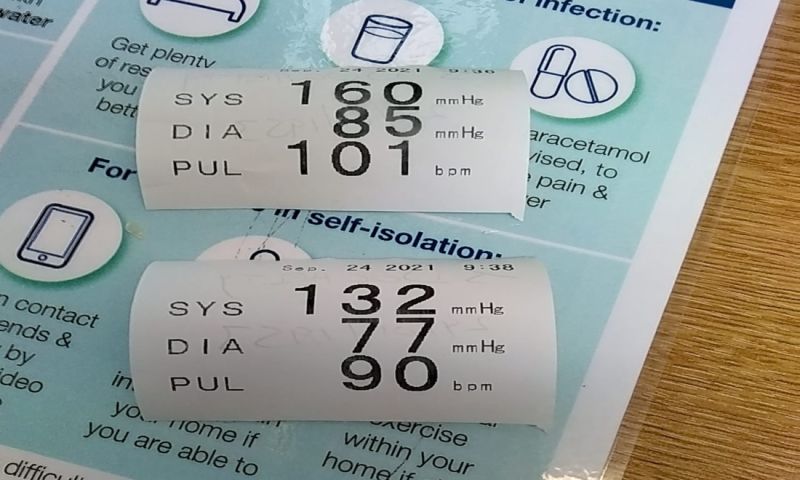 water
infection:
Get plenty
of res
you
bett
Sep. 24 2021 9:36
SYS 160 mmHg
DIA 85 mmHg
PUL 101 bpm
aracetamol
vised, to
pain &
er
For
in self-isolation:
Sep. 24 2021 9:38
SYS 132 mmHg
DIA 77 mmHg
PUL 90 bpm
n contact
ends &
by
ideo
in
your home if
you are able to
exercise
within your
home if
difficul